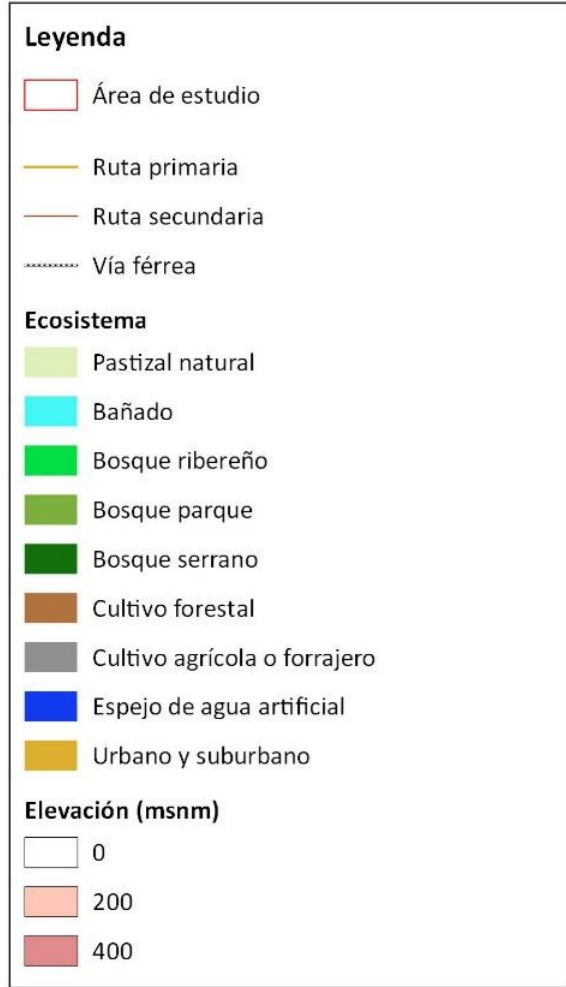 Leyenda
Área de estudio
Ruta primaria
Ruta secundaria
Vía férrea
Ecosistema
Pastizal natural
Bañado
Bosque ribereño
Bosque parque
Bosque serrano
Cultivo forestal
Cultivo agrícola o forrajero
Espejo de agua artificial
Urbano y suburbano
Elevación (msnm)
0
200
400